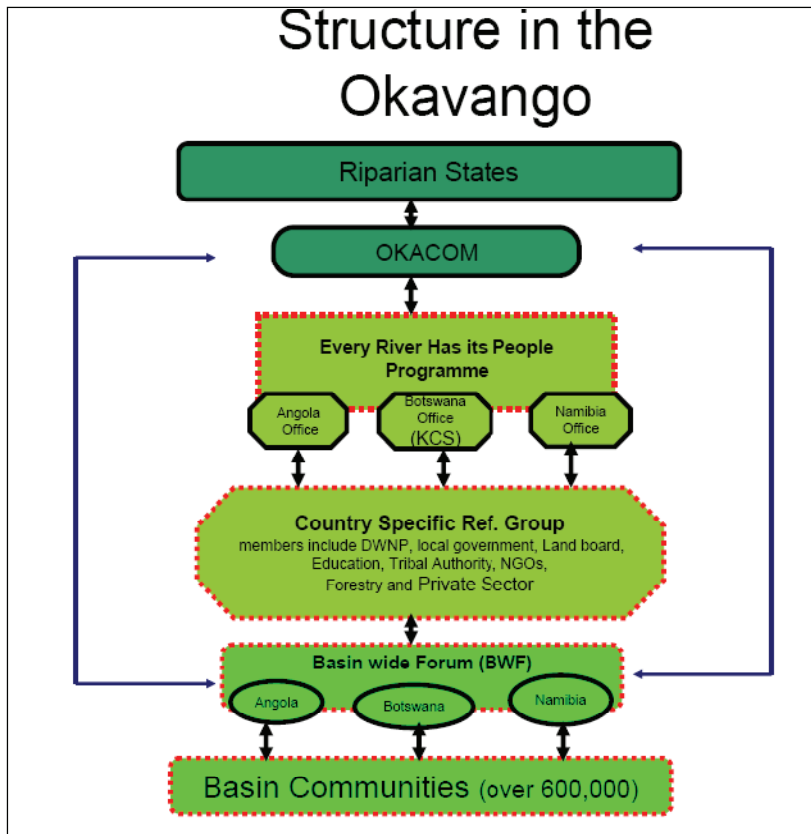 Structure in the
Okavango
Riparian States
OKACOM
Every River Has its People
Programme
Angola
Office
Botswana
Office
(KCS)
Namibia
Office
Country Specific Ref. Group
members include DWNP, local government, Land board,
Education, Tribal Authority, NGOs,
Forestry and Private Sector
Basin wide Forum (BWF)
Angola
Botswana
Namibia
Basin Communities (over 600,000)